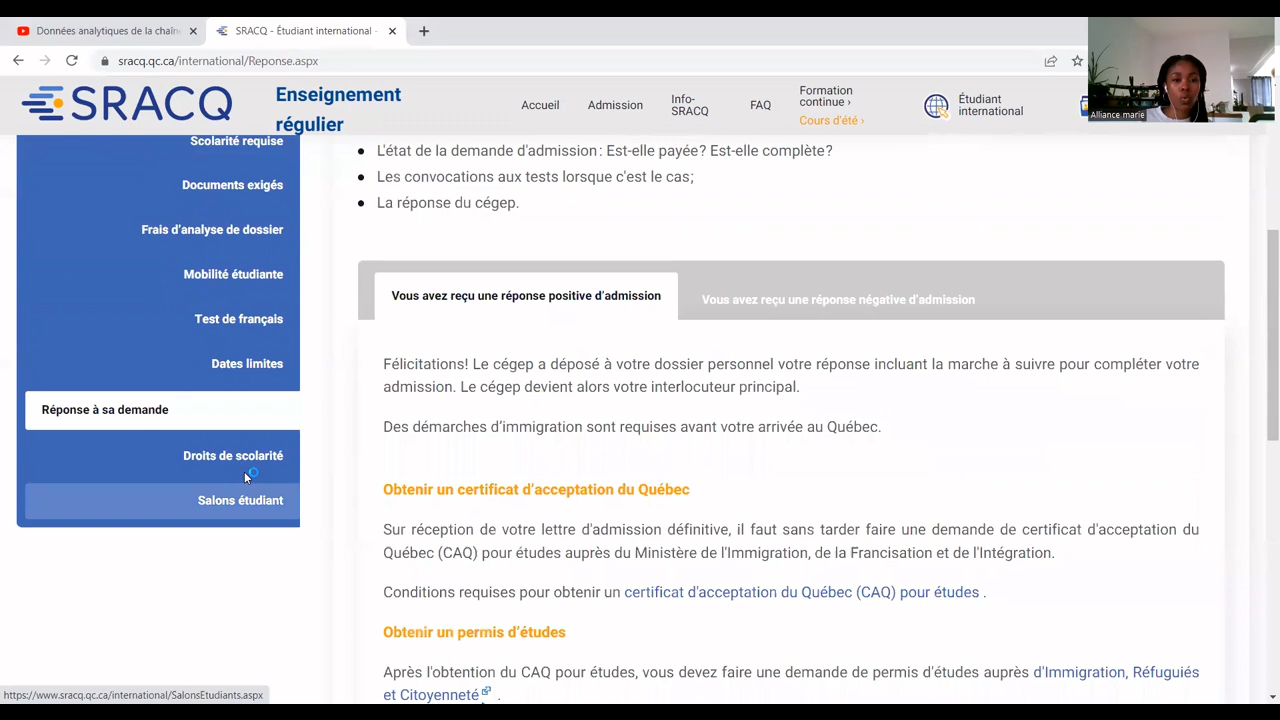 Données analytiques de la chaîn
SRACQ - Étudiant international -
sracq.qc.ca/international/Reponse.aspx
Alliance marie
SRACQ
Enseignement
régulier
Accueil
Admission
Info-
SRACQ
FAQ
Formation
continue ›
Cours d'été ›
Étudiant
international
Scolarité requise
Documents exigés
Frais d'analyse de dossier
Mobilité étudiante
Test de français
Dates limites
Réponse à sa demande
Droits de scolarité
Salons étudiant
L'état de la demande d'admission : Est-elle payée? Est-elle complète?
Les convocations aux tests lorsque c'est le cas;
La réponse du cégep.
Vous avez reçu une réponse positive d'admission
Vous avez reçu une réponse négative d'admission
Félicitations! Le cégep a déposé à votre dossier personnel votre réponse incluant la marche à suivre pour compléter votre
admission. Le cégep devient alors votre interlocuteur principal.
Des démarches d'immigration sont requises avant votre arrivée au Québec.
Obtenir un certificat d'acceptation du Québec
Sur réception de votre lettre d'admission définitive, il faut sans tarder faire une demande de certificat d'acceptation du
Québec (CAQ) pour études auprès du Ministère de l'Immigration, de la Francisation et de l'Intégration.
Conditions requises pour obtenir un certificat d'acceptation du Québec (CAQ) pour études .
Obtenir un permis d'études
Après l'obtention du CAQ pour études, vous devez faire une demande de permis d'études auprès d'Immigration, Réfugiés
et Citoyenneté .
https://www.sracq.qc.ca/international/SalonsEtudiants.aspx